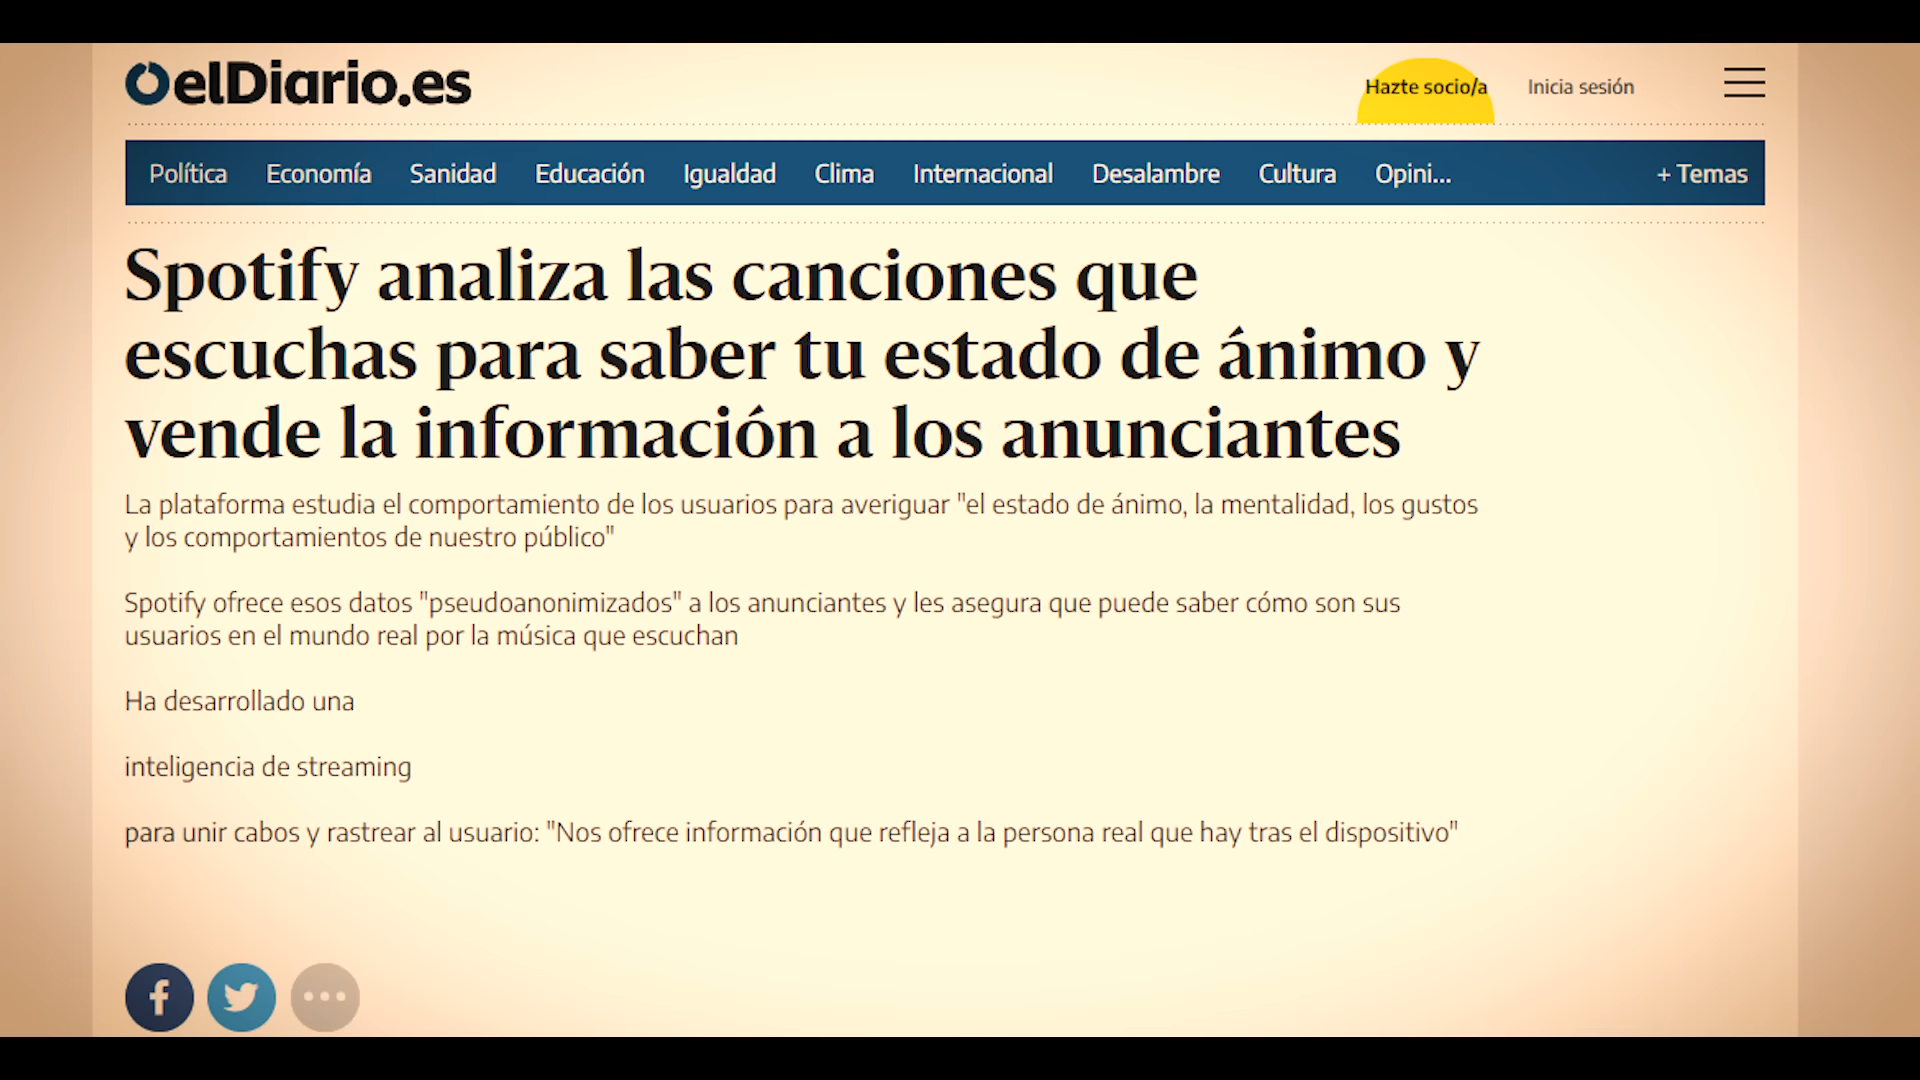 elDiario.es
Hazte socio/a
Inicia sesión
Política Economía Sanidad Educación Igualdad Clima Internacional Desalambre Cultura Opini... + Temas
Spotify analiza las canciones que
escuchas para saber tu estado de ánimo y
vende la información a los anunciantes
La plataforma estudia el comportamiento de los usuarios para averiguar "el estado de ánimo, la mentalidad, los gustos
y los comportamientos de nuestro público"
Spotify ofrece esos datos "pseudoanonimizados" a los anunciantes y les asegura que puede saber cómo son sus
usuarios en el mundo real por la música que escuchan
Ha desarrollado una
inteligencia de streaming
para unir cabos y rastrear al usuario: "Nos ofrece información que refleja a la persona real que hay tras el dispositivo"